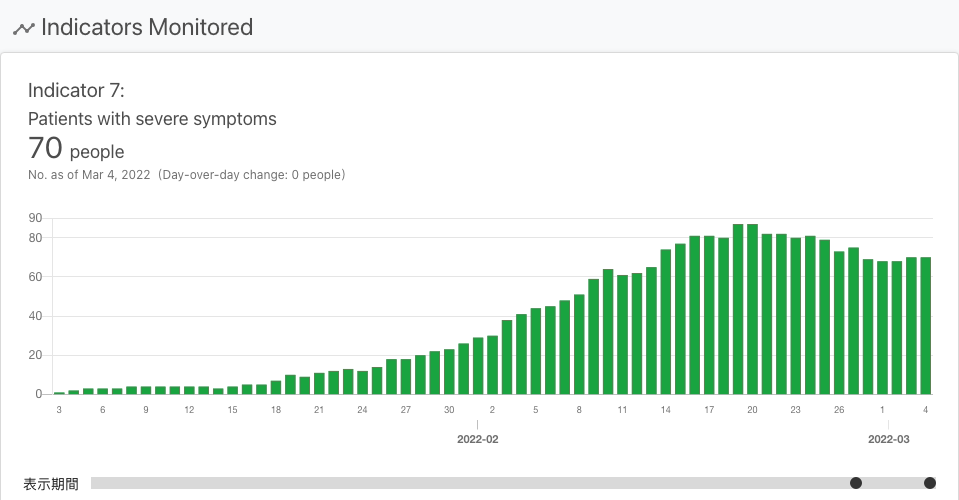 Indicators Monitored
Indicator 7:
Patients with severe symptoms
70 people
No. as of Mar 4, 2022 (Day-over-day change: 0 people)
90
80
60
40
20
0
3 6 9 12 15 18 21 24 27 30 2 5 8 11 14 17 20 23 26 1 4
2022-02 2022-03
表示期間